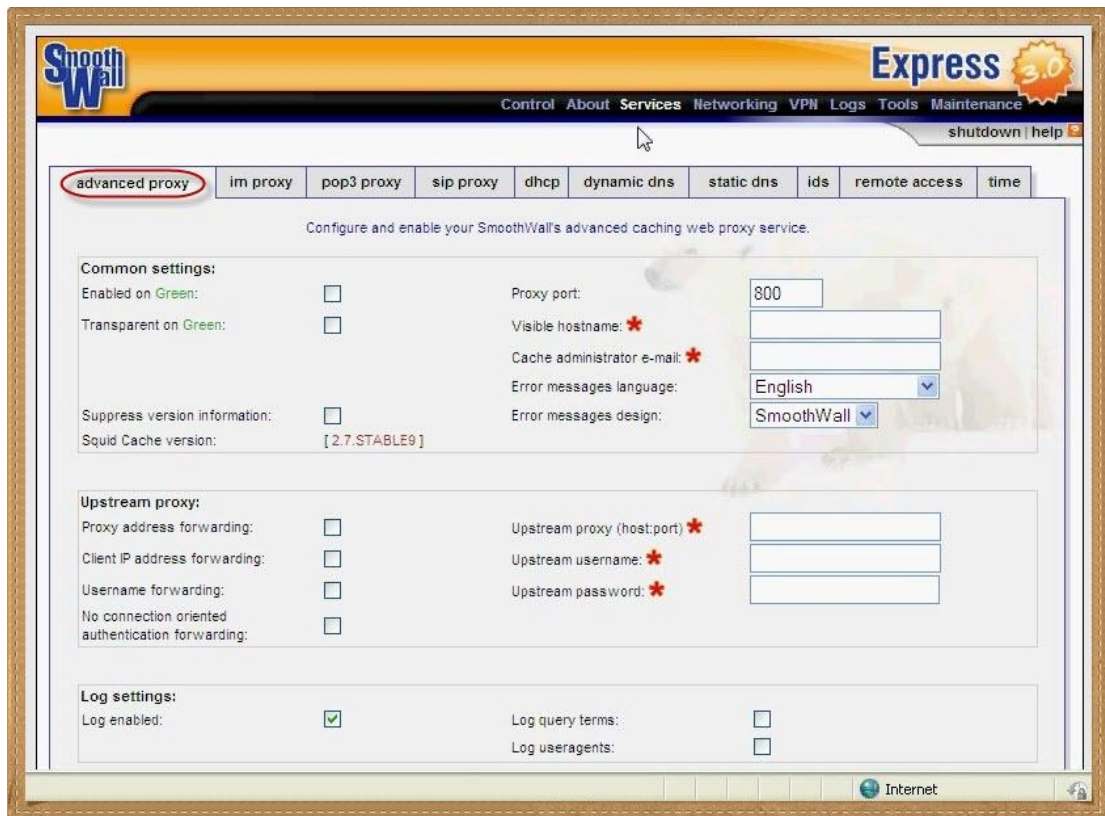 Smooth Wall
Express 3.0
Control About Services Networking VPN Logs Tools Maintenance
shutdown | help ?
advanced proxy im proxy pop3 proxy sip proxy dhcp dynamic dns static dns ids remote access time
Configure and enable your SmoothWall's advanced caching web proxy service.
Common settings:
Enabled on Green: Proxy port: 800
Transparent on Green: Visible hostname: *
Cache administrator e-mail: *
Error messages language: English
Suppress version information: Error messages design: SmoothWall
Squid Cache version: [ 2.7.STABLE9 ]
Upstream proxy:
Proxy address forwarding: Upstream proxy (host:port) *
Client IP address forwarding: Upstream username: *
Username forwarding: Upstream password: *
No connection oriented
authentication forwarding:
Log settings:
Log enabled: Log query terms:
Log useragents:
Internet